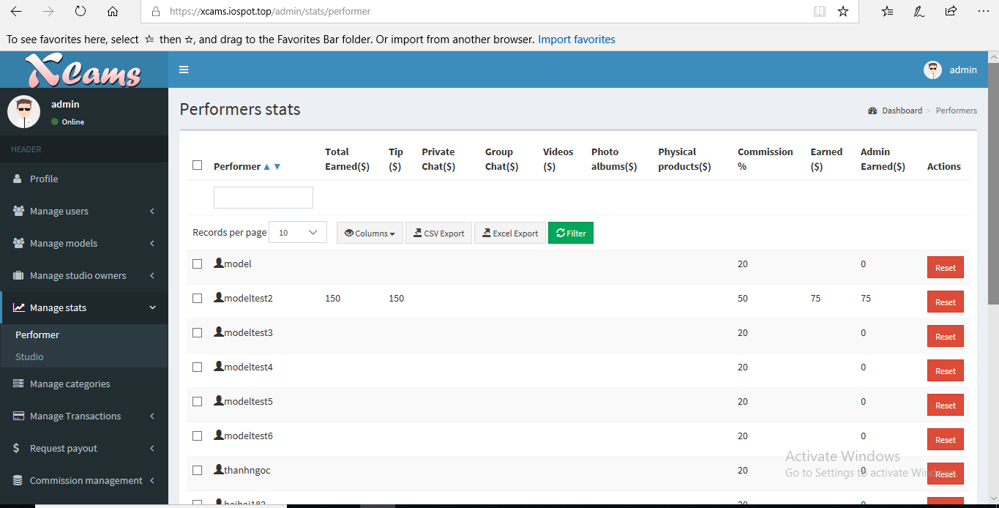 https://xcams.iospot.top/admin/stats/performer
To see favorites here, select then , and drag to the Favorites Bar folder. Or import from another browser. Import favorites
XCams
admin
admin
Online
Performers stats
Dashboard > Performers
HEADER
Profile
Manage users
Manage models
Manage studio owners
Manage stats
Performer
Studio
Manage categories
Manage Transactions
Request payout
Commission management
Performer Total Earned($) Tip ($) Private Chat($) Group Chat($) Videos ($) Photo albums($) Physical products($) Commission % Earned ($) Admin Earned($) Actions
Records per page 10 Columns CSV Export Excel Export Filter
model 20 0 Reset
modeltest2 150 150 50 75 75 Reset
modeltest3 20 0 Reset
modeltest4 20 0 Reset
modeltest5 20 0 Reset
modeltest6 20 0 Reset
thanhngoc 20 0 Reset
Activate Windows
Go to Settings to activate Windows.